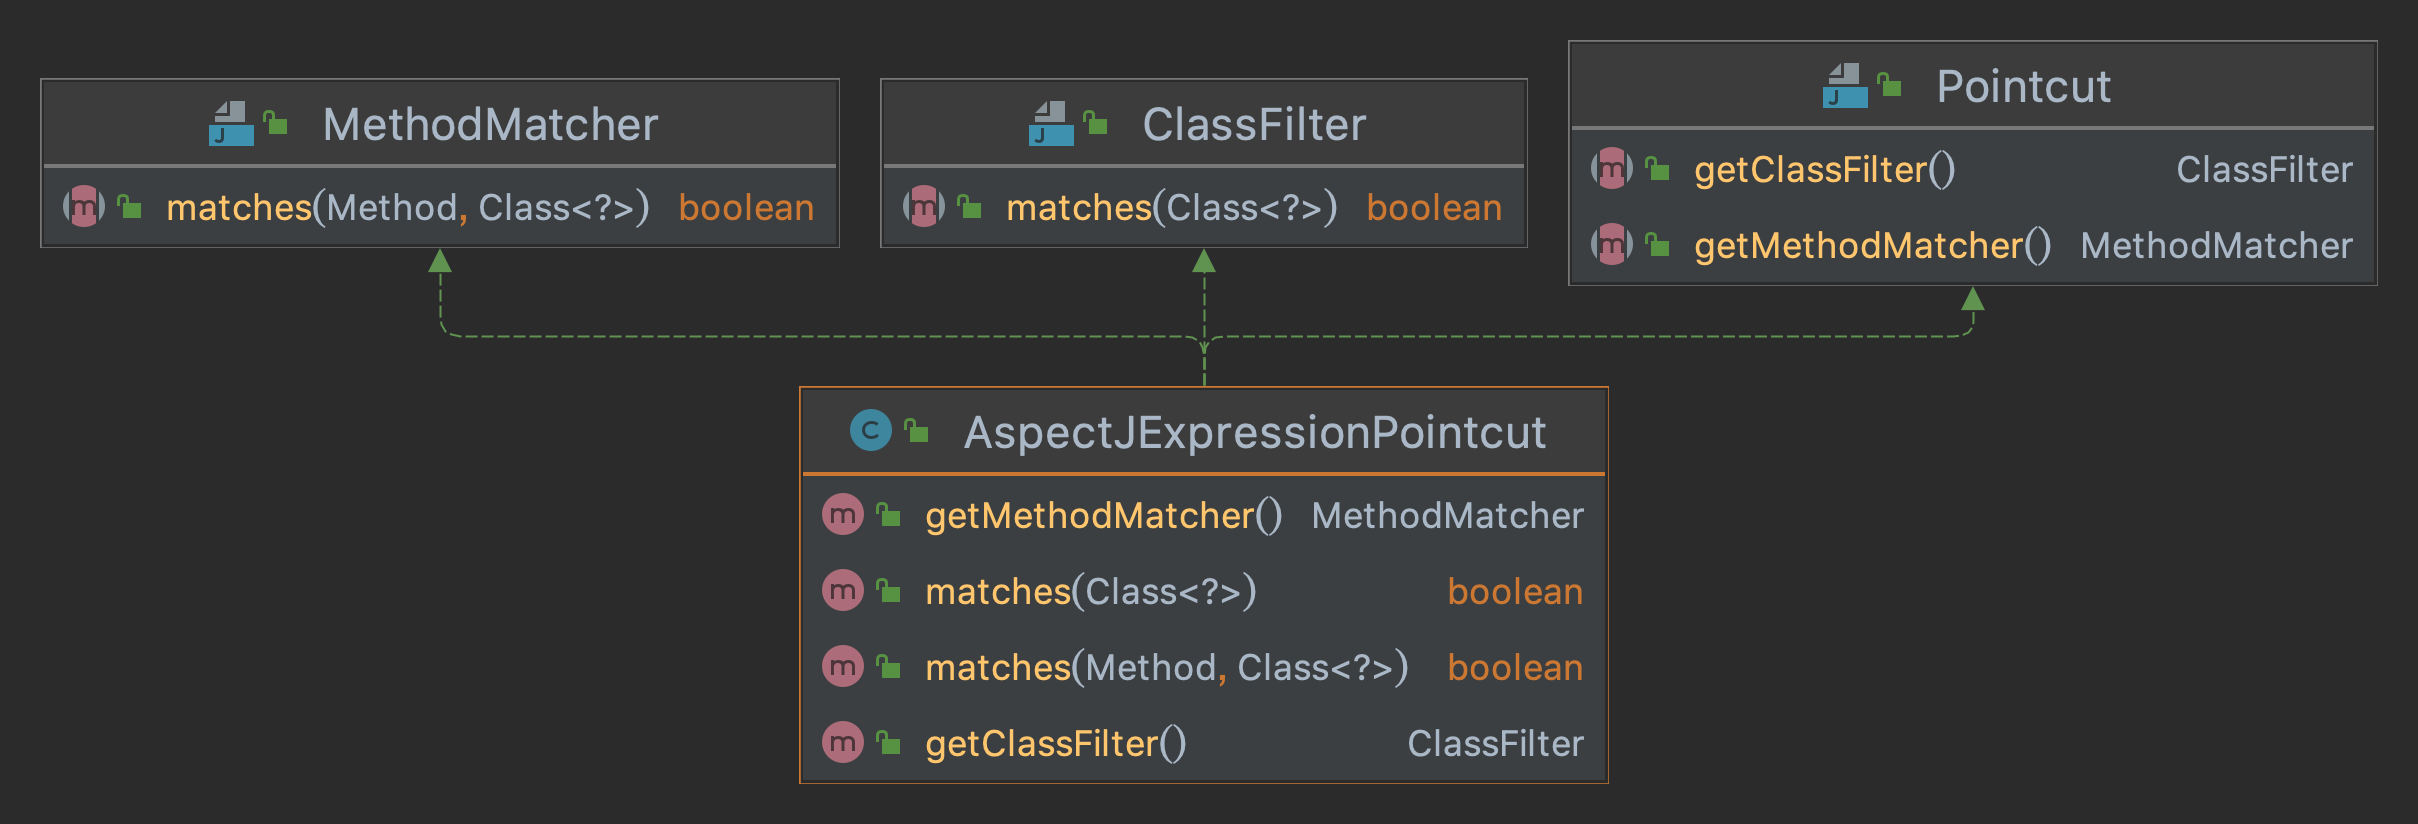 MethodMatcher
matches(Method, Class<?>) boolean
ClassFilter
matches(Class<?>) boolean
Pointcut
getClassFilter() ClassFilter
getMethodMatcher() MethodMatcher
AspectJExpressionPointcut
getMethodMatcher() MethodMatcher
matches(Class<?>) boolean
matches(Method, Class<?>) boolean
getClassFilter() ClassFilter